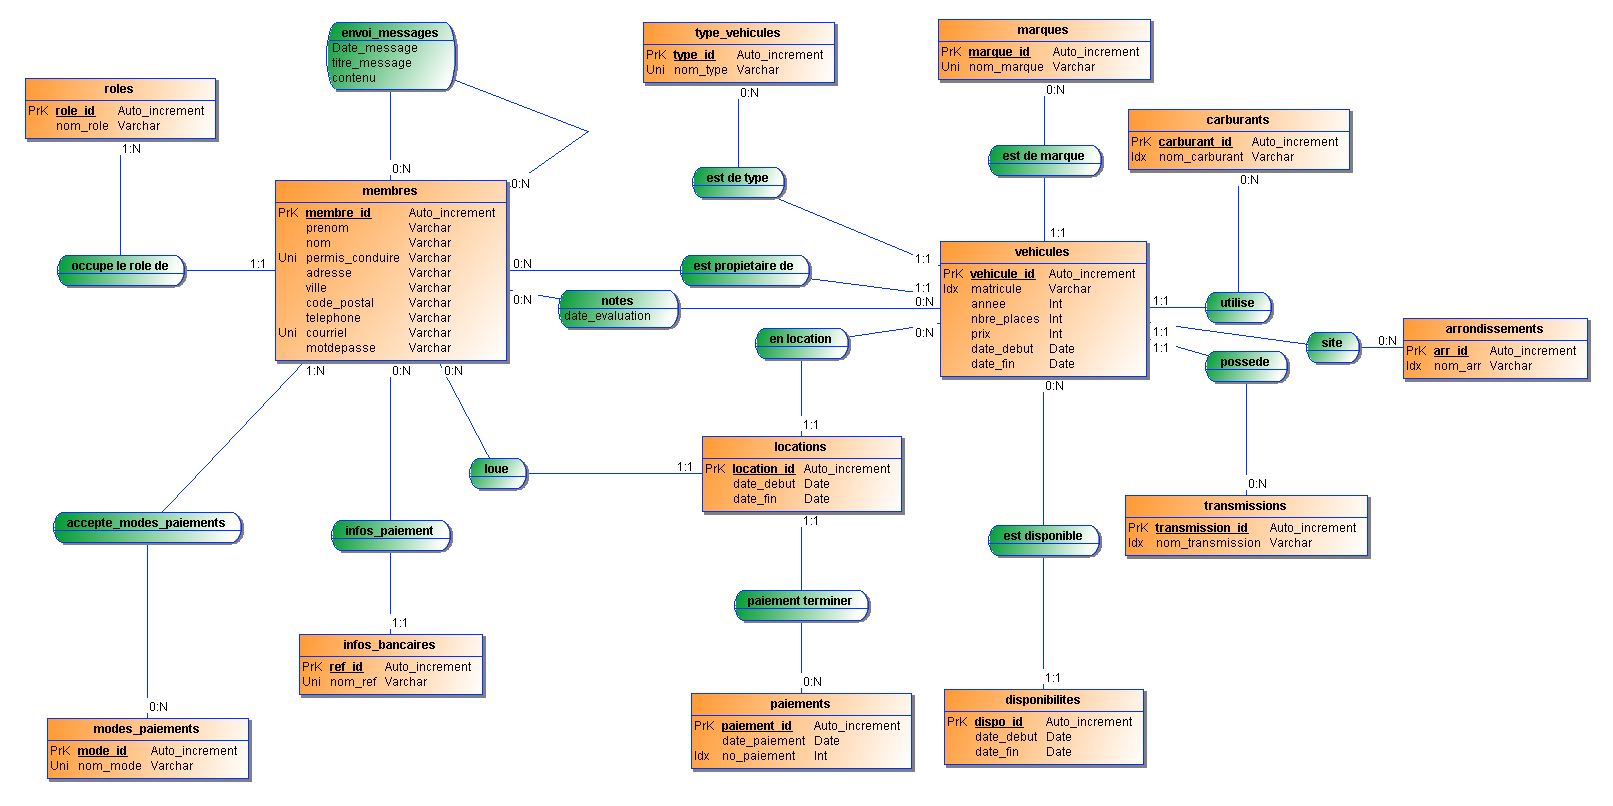 envoi_messages
Date_message
titre_message
contenu
type_vehicules
PrK type_id Auto_increment
Uni nom_type Varchar
marques
PrK marque_id Auto_increment
Uni nom_marque Varchar
roles
PrK role_id Auto_increment
nom_role Varchar
carburants
PrK carburant_id Auto_increment
Idx nom_carburant Varchar
0:N
0:N
1:N
0:N
0:N
0:N
est de type
est de marque
membres
PrK membre_id Auto_increment
prenom Varchar
nom Varchar
Uni permis_conduire Varchar
adresse Varchar
ville Varchar
code_postal Varchar
telephone Varchar
Uni courriel Varchar
motdepasse Varchar
occupe le role de
1:1
0:N
est propietaire de
1:1
1:1
1:1
0:N
notes
date_evaluation
0:N
vehicules
PrK vehicule_id Auto_increment
Idx matricule Varchar
annee Int
nbre_places Int
prix Int
date_debut Date
date_fin Date
1:1
utilise
1:1
site
0:N
arrondissements
PrK arr_id Auto_increment
Idx nom_arr Varchar
1:1
possede
en location
0:N
1:N
0:N
0:N
0:N
1:1
loue
1:1
locations
PrK location_id Auto_increment
date_debut Date
date_fin Date
1:1
0:N
transmissions
PrK transmission_id Auto_increment
Idx nom_transmission Varchar
accepte_modes_paiements
infos_paiement
est disponible
paiement terminer
1:1
infos_bancaires
PrK ref_id Auto_increment
Uni nom_ref Varchar
0:N
modes_paiements
PrK mode_id Auto_increment
Uni nom_mode Varchar
0:N
paiements
PrK paiement_id Auto_increment
date_paiement Date
Idx no_paiement Int
1:1
disponibilites
PrK dispo_id Auto_increment
date_debut Date
date_fin Date